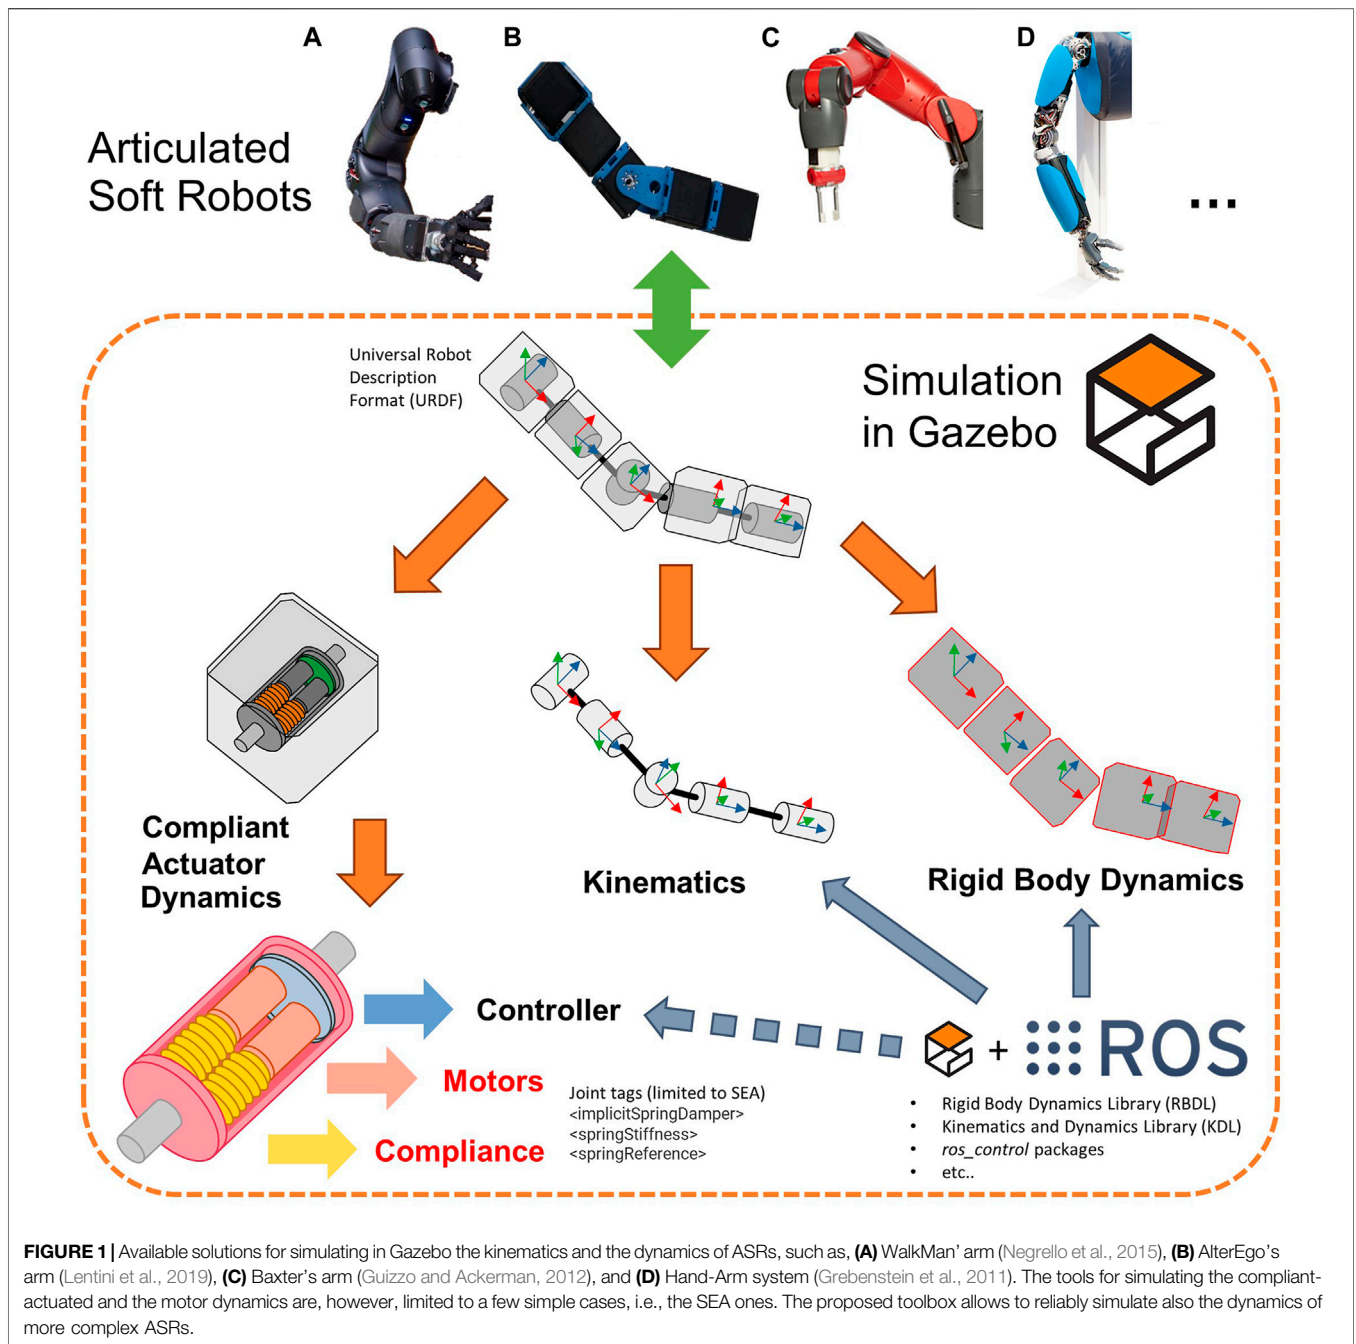 A
B
C
D
Articulated
Soft Robots
...
Universal Robot
Description
Format (URDF)
Simulation
in Gazebo
Compliant
Actuator
Dynamics
Kinematics
Rigid Body Dynamics
Controller
Motors
Compliance
Joint tags (limited to SEA)
<implicitSpringDamper>
<springStiffness>
<springReference>
+
ROS
• Rigid Body Dynamics Library (RBDL)
• Kinematics and Dynamics Library (KDL)
• ros_control packages
• etc..
FIGURE 1 | Available solutions for simulating in Gazebo the kinematics and the dynamics of ASRs, such as, (A) WalkMan' arm (Negrello et al., 2015), (B) AlterEgo's
arm (Lentini et al., 2019), (C) Baxter's arm (Guizzo and Ackerman, 2012), and (D) Hand-Arm system (Grebenstein et al., 2011). The tools for simulating the compliant-
actuated and the motor dynamics are, however, limited to a few simple cases, i.e., the SEA ones. The proposed toolbox allows to reliably simulate also the dynamics of
more complex ASRs.